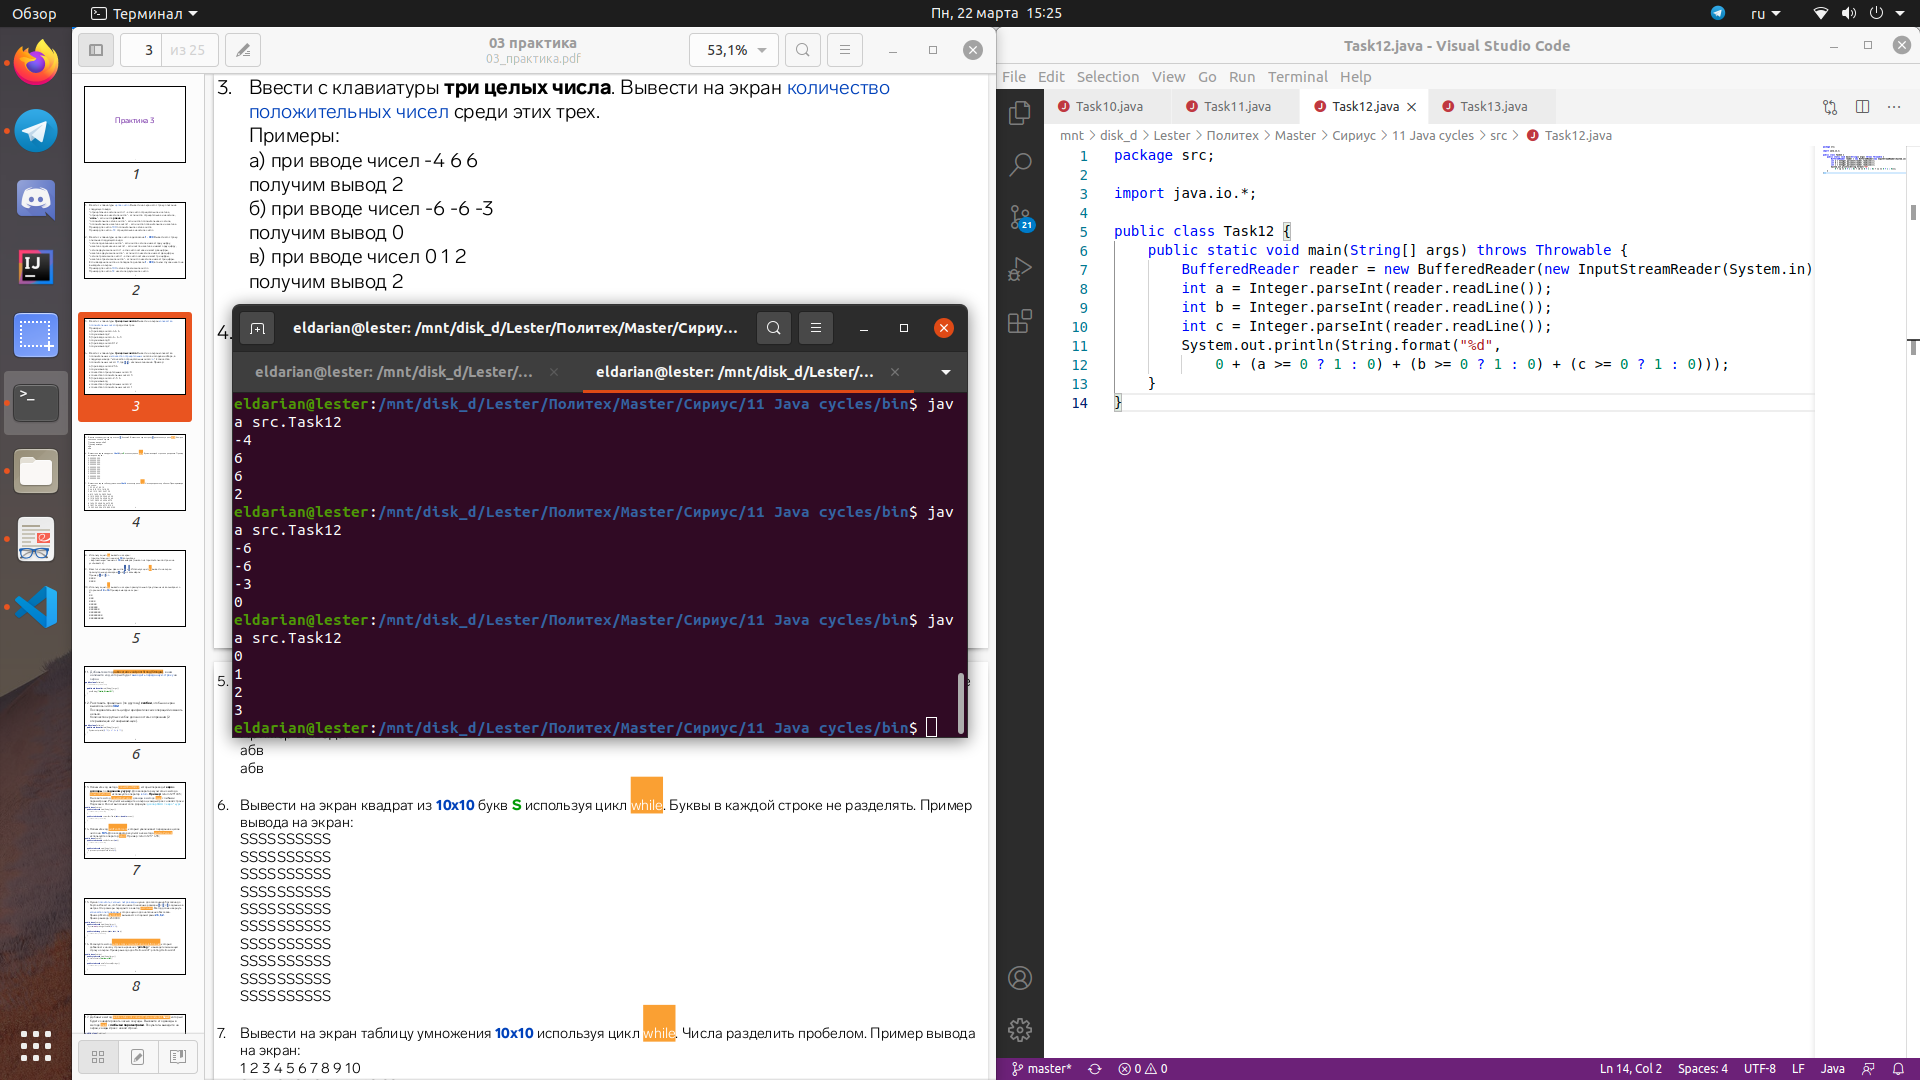 Обзор
Терминал
Пн, 22 марта 15:25
ru
3
из 25
03 практика
03_практика.pdf
53,1%
Практика 3
1
2
3
4
5
6
7
8
3. Ввести с клавиатуры три целых числа. Вывести на экран количество
положительных чисел среди этих трех.
Примеры:
а) при вводе чисел -4 6 6
получим вывод 2
б) при вводе чисел -6 -6 -3
получим вывод 0
в) при вводе чисел 0 1 2
получим вывод 2
4.
eldarian@lester: /mnt/disk_d/Lester/Политех/Master/Сириу...
eldarian@lester: /mnt/disk_d/Lester/...
eldarian@lester: /mnt/disk_d/Lester/...
eldarian@lester:/mnt/disk_d/Lester/Политех/Master/Сириус/11 Java cycles/bin$ jav
a src.Task12
-4
6
6
2
eldarian@lester:/mnt/disk_d/Lester/Политех/Master/Сириус/11 Java cycles/bin$ jav
a src.Task12
-6
-6
-3
0
eldarian@lester:/mnt/disk_d/Lester/Политех/Master/Сириус/11 Java cycles/bin$ jav
a src.Task12
0
1
2
3
eldarian@lester:/mnt/disk_d/Lester/Политех/Master/Сириус/11 Java cycles/bin$
5.
абв
абв
6. Вывести на экран квадрат из 10х10 букв S используя цикл while. Буквы в каждой строке не разделять. Пример
вывода на экран:
SSSSSSSSSS
SSSSSSSSSS
SSSSSSSSSS
SSSSSSSSSS
SSSSSSSSSS
SSSSSSSSSS
SSSSSSSSSS
SSSSSSSSSS
SSSSSSSSSS
SSSSSSSSSS
7. Вывести на экран таблицу умножения 10х10 используя цикл while. Числа разделить пробелом. Пример вывода
на экран:
1 2 3 4 5 6 7 8 9 10
Task12.java - Visual Studio Code
File Edit Selection View Go Run Terminal Help
Task10.java
Task11.java
Task12.java
Task13.java
mnt > disk_d > Lester > Политех > Master > Сириус > 11 Java cycles > src > Task12.java
21
1 package src;
2
3 import java.io.*;
4
5 public class Task12 {
6 public static void main(String[] args) throws Throwable {
7 BufferedReader reader = new BufferedReader(new InputStreamReader(System.in)
8 int a = Integer.parseInt(reader.readLine());
9 int b = Integer.parseInt(reader.readLine());
10 int c = Integer.parseInt(reader.readLine());
11 System.out.println(String.format("%d",
12 0 + (a >= 0 ? 1 : 0) + (b >= 0 ? 1 : 0) + (c >= 0 ? 1 : 0)));
13 }
14 }
master*
0
0
Ln 14, Col 2
Spaces: 4
UTF-8
LF
Java